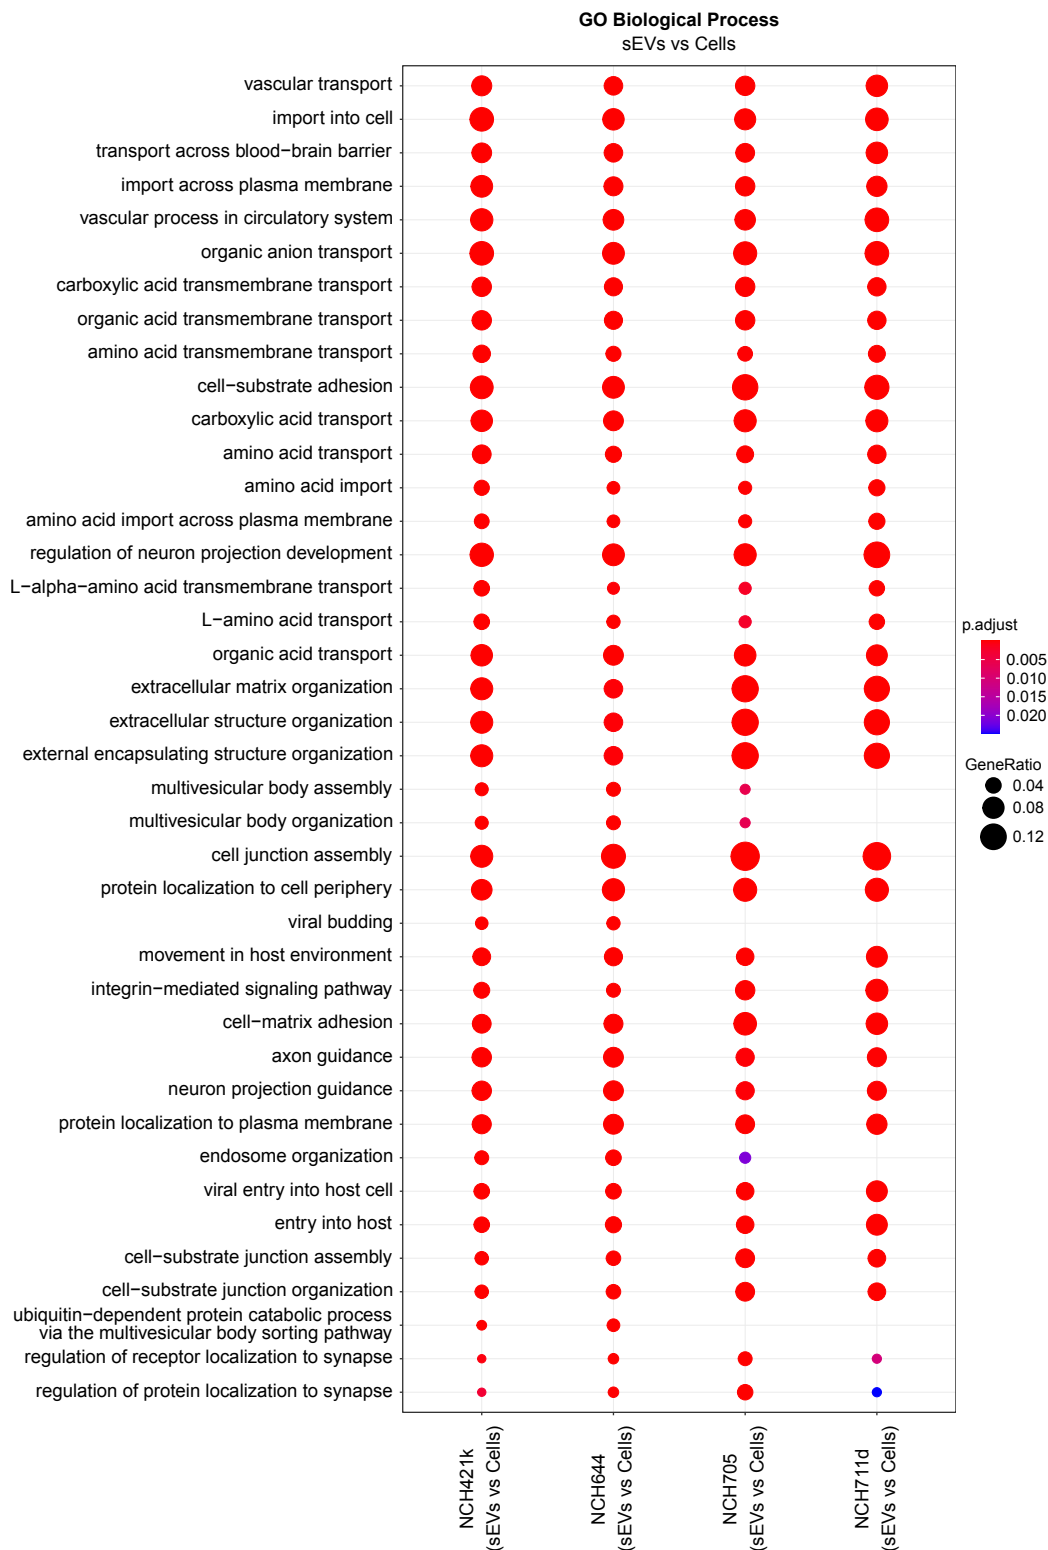 GO Biological Process
sEVs vs Cells
vascular transport
import into cell
transport across blood−brain barrier
import across plasma membrane
vascular process in circulatory system
organic anion transport
carboxylic acid transmembrane transport
organic acid transmembrane transport
amino acid transmembrane transport
cell−substrate adhesion
carboxylic acid transport
amino acid transport
amino acid import
amino acid import across plasma membrane
regulation of neuron projection development
L−alpha−amino acid transmembrane transport
L−amino acid transport
organic acid transport
extracellular matrix organization
extracellular structure organization
external encapsulating structure organization
multivesicular body assembly
multivesicular body organization
cell junction assembly
protein localization to cell periphery
viral budding
movement in host environment
integrin−mediated signaling pathway
cell−matrix adhesion
axon guidance
neuron projection guidance
protein localization to plasma membrane
endosome organization
viral entry into host cell
entry into host
cell−substrate junction assembly
cell−substrate junction organization
ubiquitin−dependent protein catabolic process
via the multivesicular body sorting pathway
regulation of receptor localization to synapse
regulation of protein localization to synapse
NCH421k
(sEVs vs Cells)
NCH644
(sEVs vs Cells)
NCH705
(sEVs vs Cells)
NCH711d
(sEVs vs Cells)
p.adjust
0.005
0.010
0.015
0.020
GeneRatio
0.04
0.08
0.12